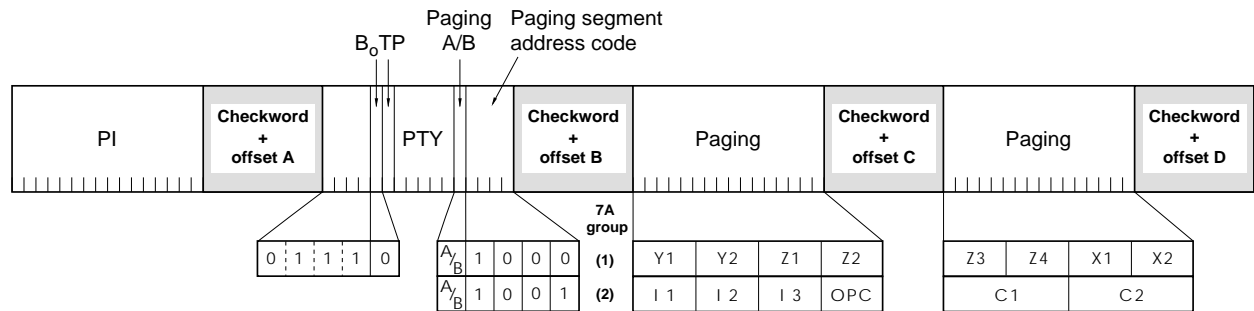 Paging Paging segment
B₀TP A/B address code
PI Checkword + offset A PTY Checkword + offset B Paging Checkword + offset C Paging Checkword + offset D
7A group
0 1 1 1 0 A/B 1 0 0 0 (1) Y1 Y2 Z1 Z2 Z3 Z4 X1 X2
A/B 1 0 0 1 (2) I1 I2 I3 OPC C1 C2